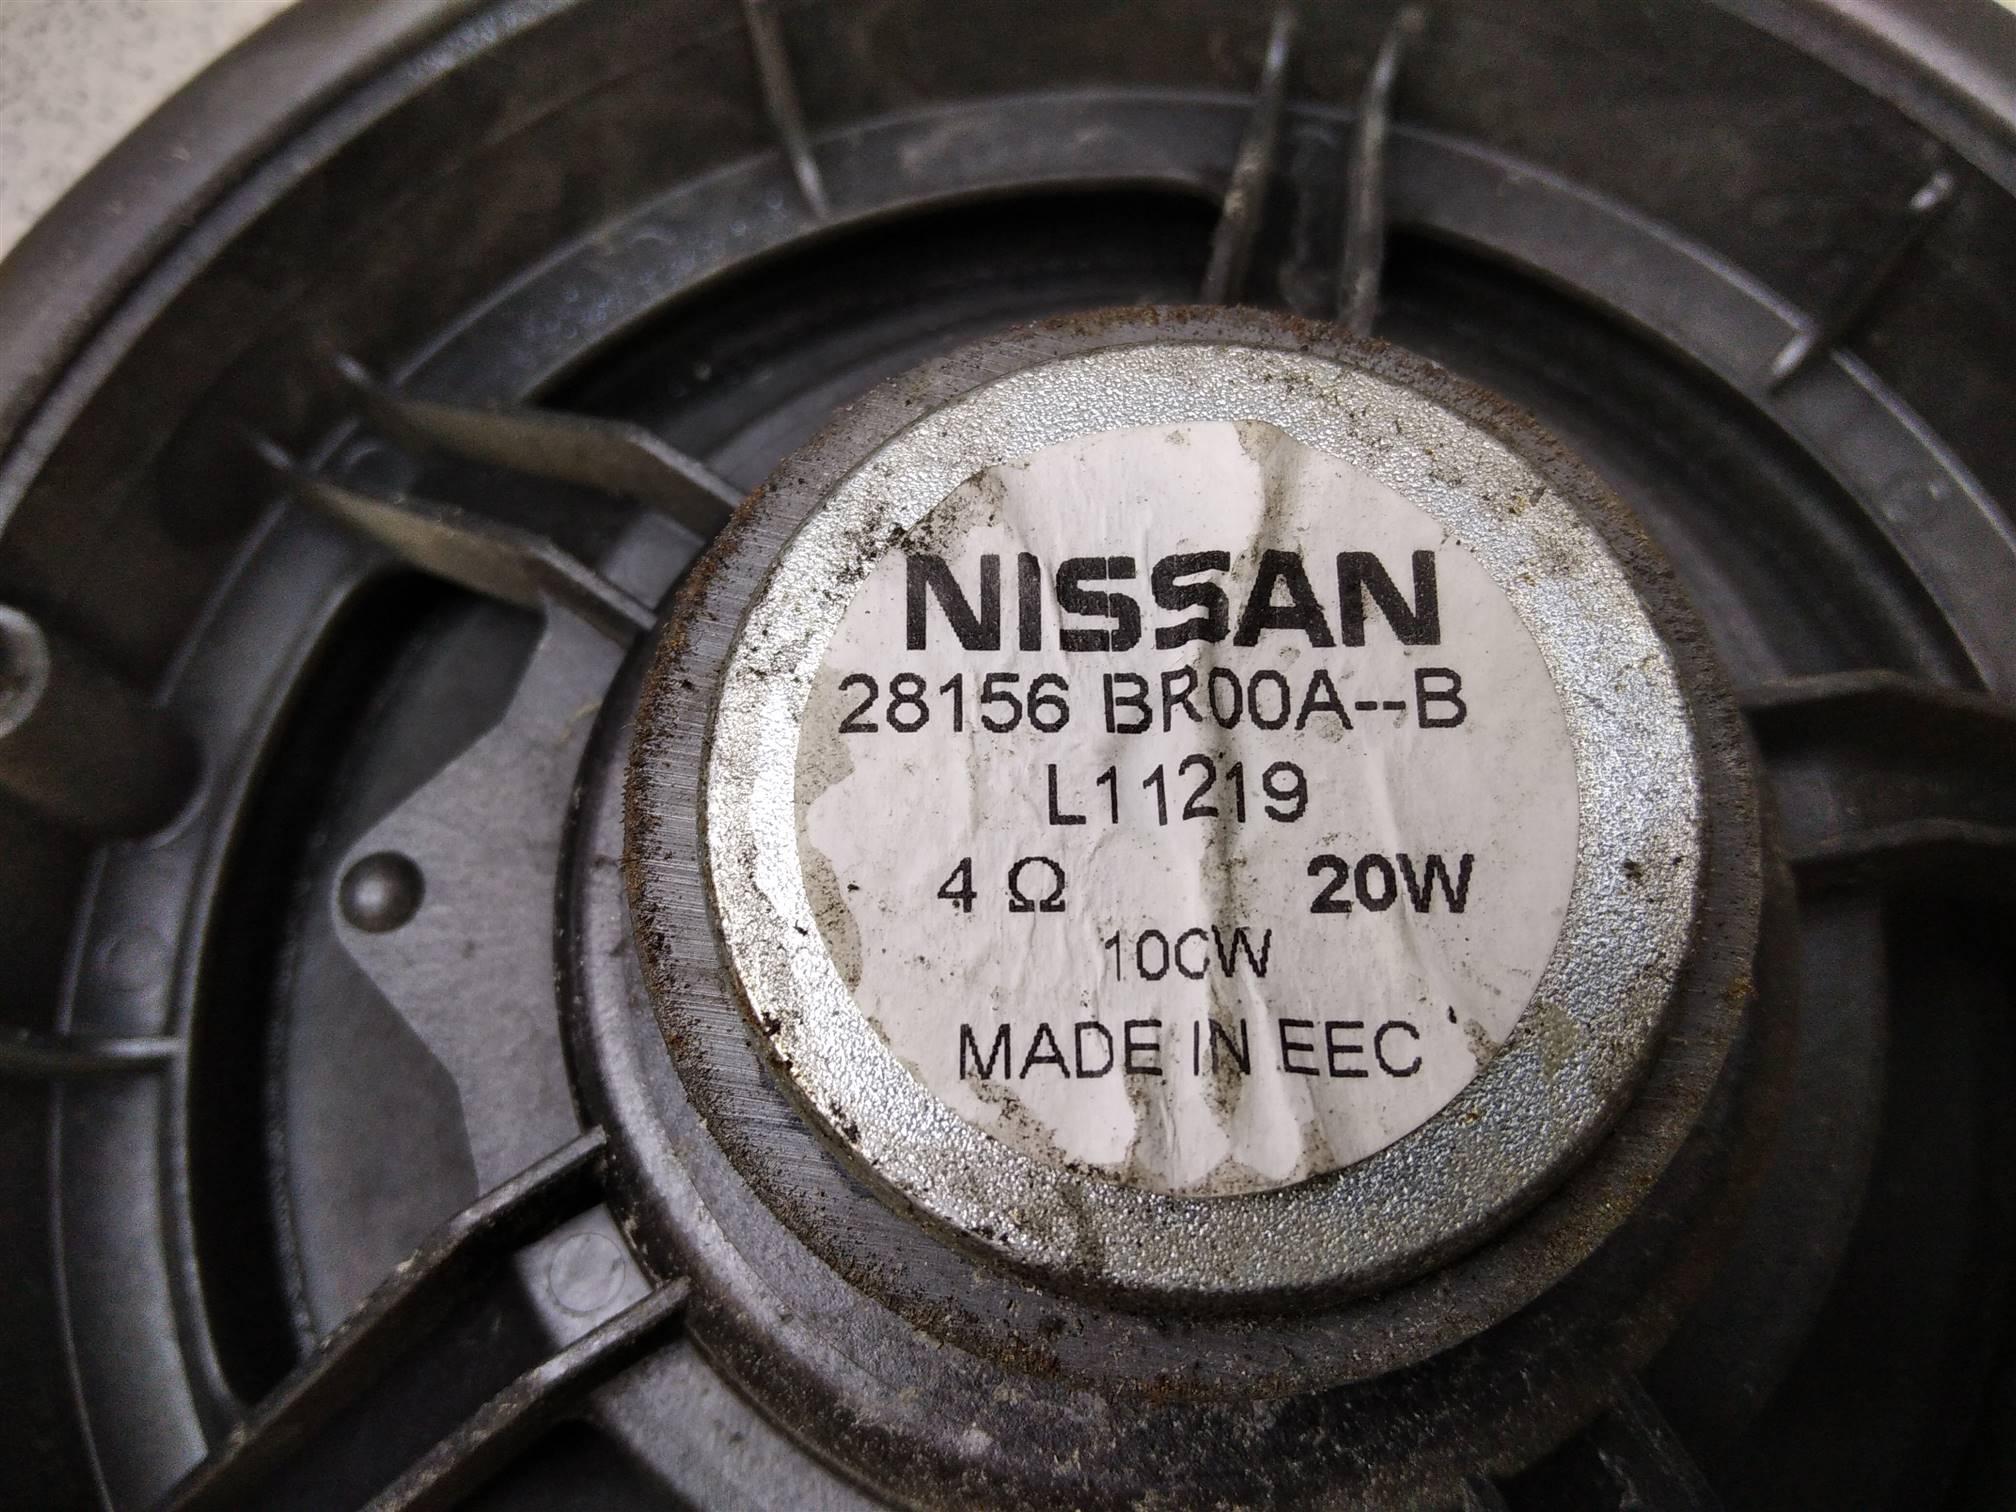 NISSAN
28156 BR00A--B
L11219
4 Ω 20W
10CW
MADE IN EEC